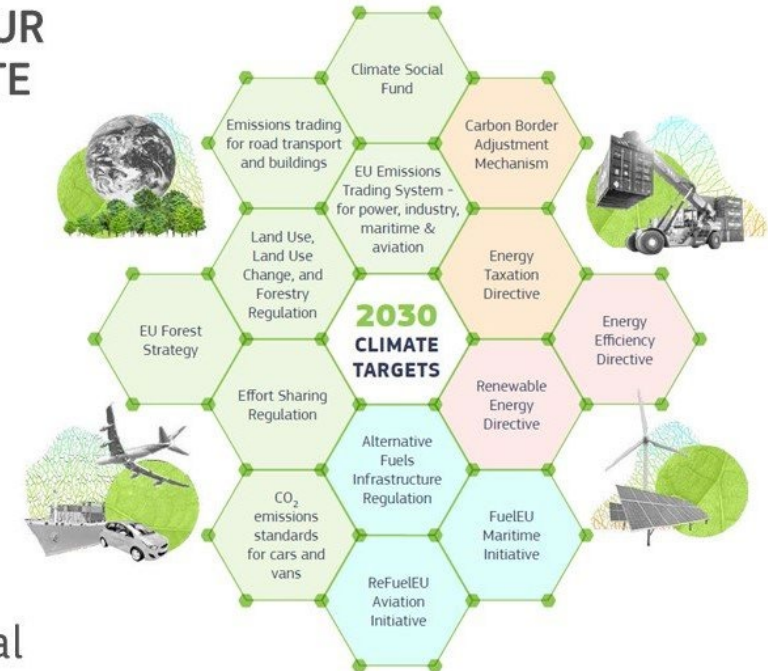 UR
TE
Climate Social
Fund
Emissions trading
for road transport
and buildings
Carbon Border
Adjustment
Mechanism
EU Emissions
Trading System -
for power, industry,
maritime &
aviation
Land Use,
Land Use
Change, and
Forestry
Regulation
Energy
Taxation
Directive
EU Forest
Strategy
2030
CLIMATE
TARGETS
Energy
Efficiency
Directive
Effort Sharing
Regulation
Renewable
Energy
Directive
Alternative
Fuels
Infrastructure
Regulation
CO₂
emissions
standards
for cars and
vans
FuelEU
Maritime
Initiative
ReFuelEU
Aviation
Initiative
al